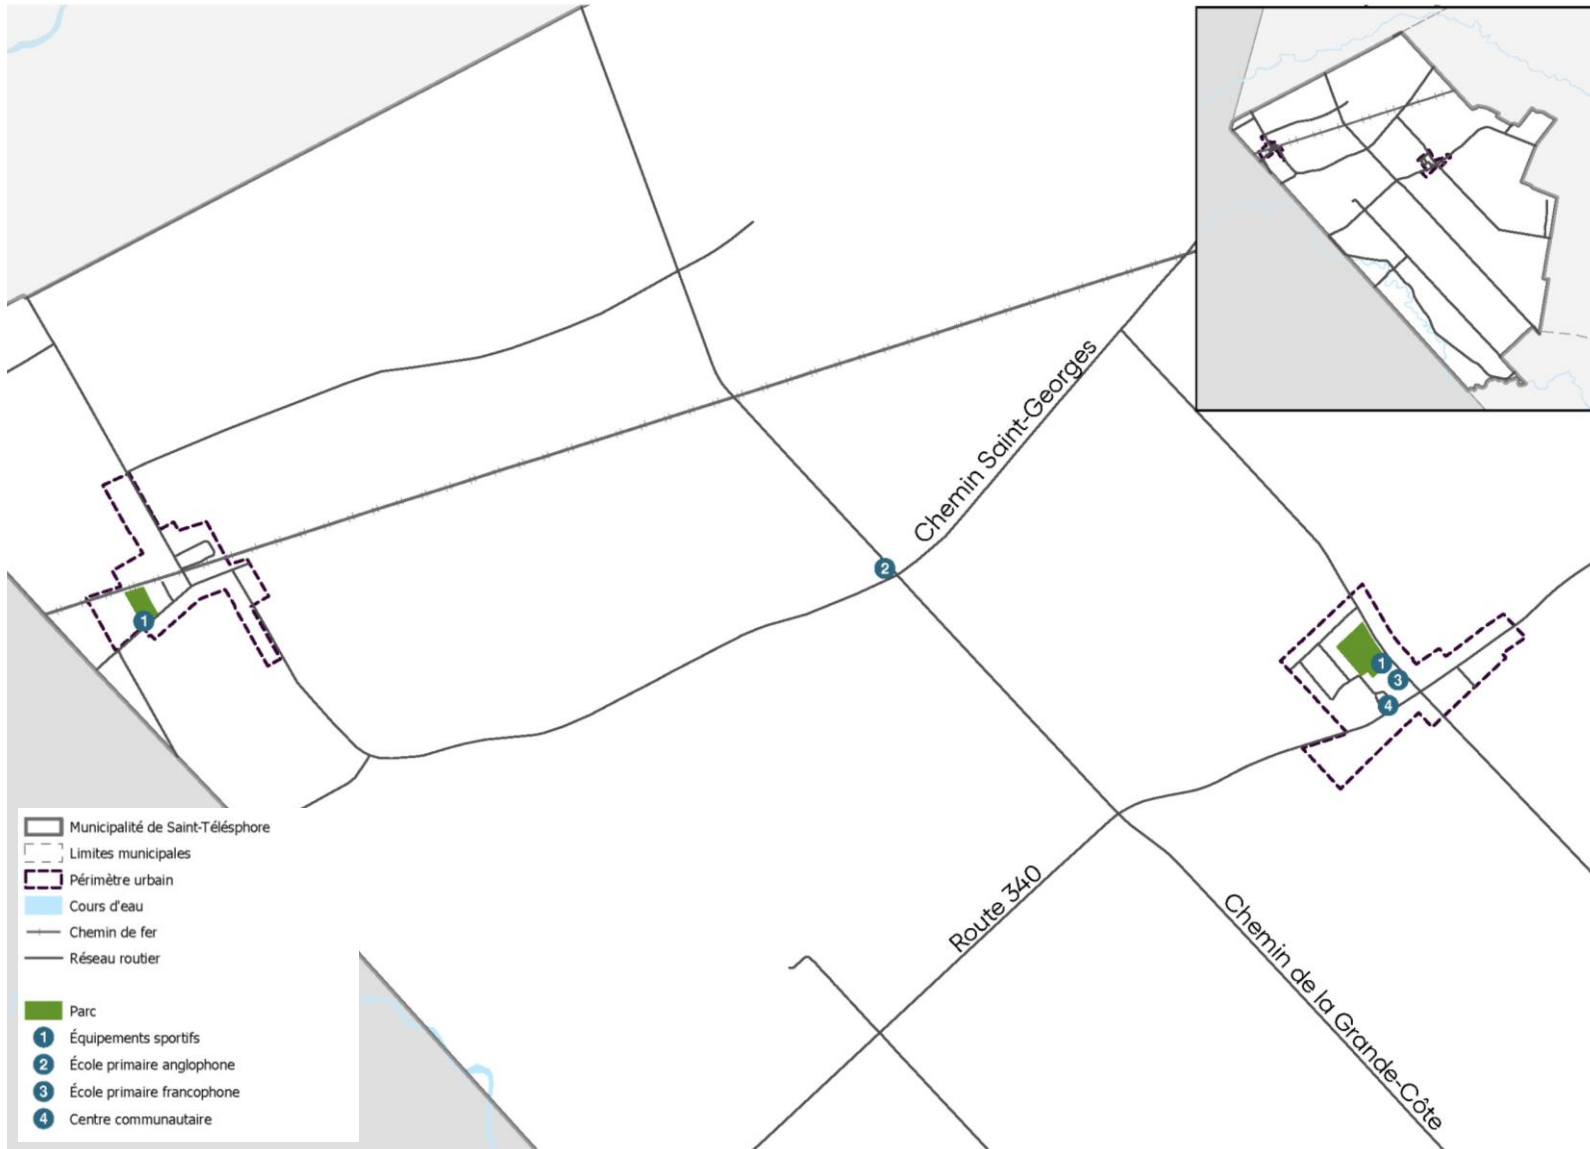 Chemin Saint-Georges
2
1
1
3
4
Route 340
Chemin de la Grande-Côte
Municipalité de Saint-Télésphore
Limites municipales
Périmètre urbain
Cours d'eau
Chemin de fer
Réseau routier
Parc
1 Équipements sportifs
2 École primaire anglophone
3 École primaire francophone
4 Centre communautaire